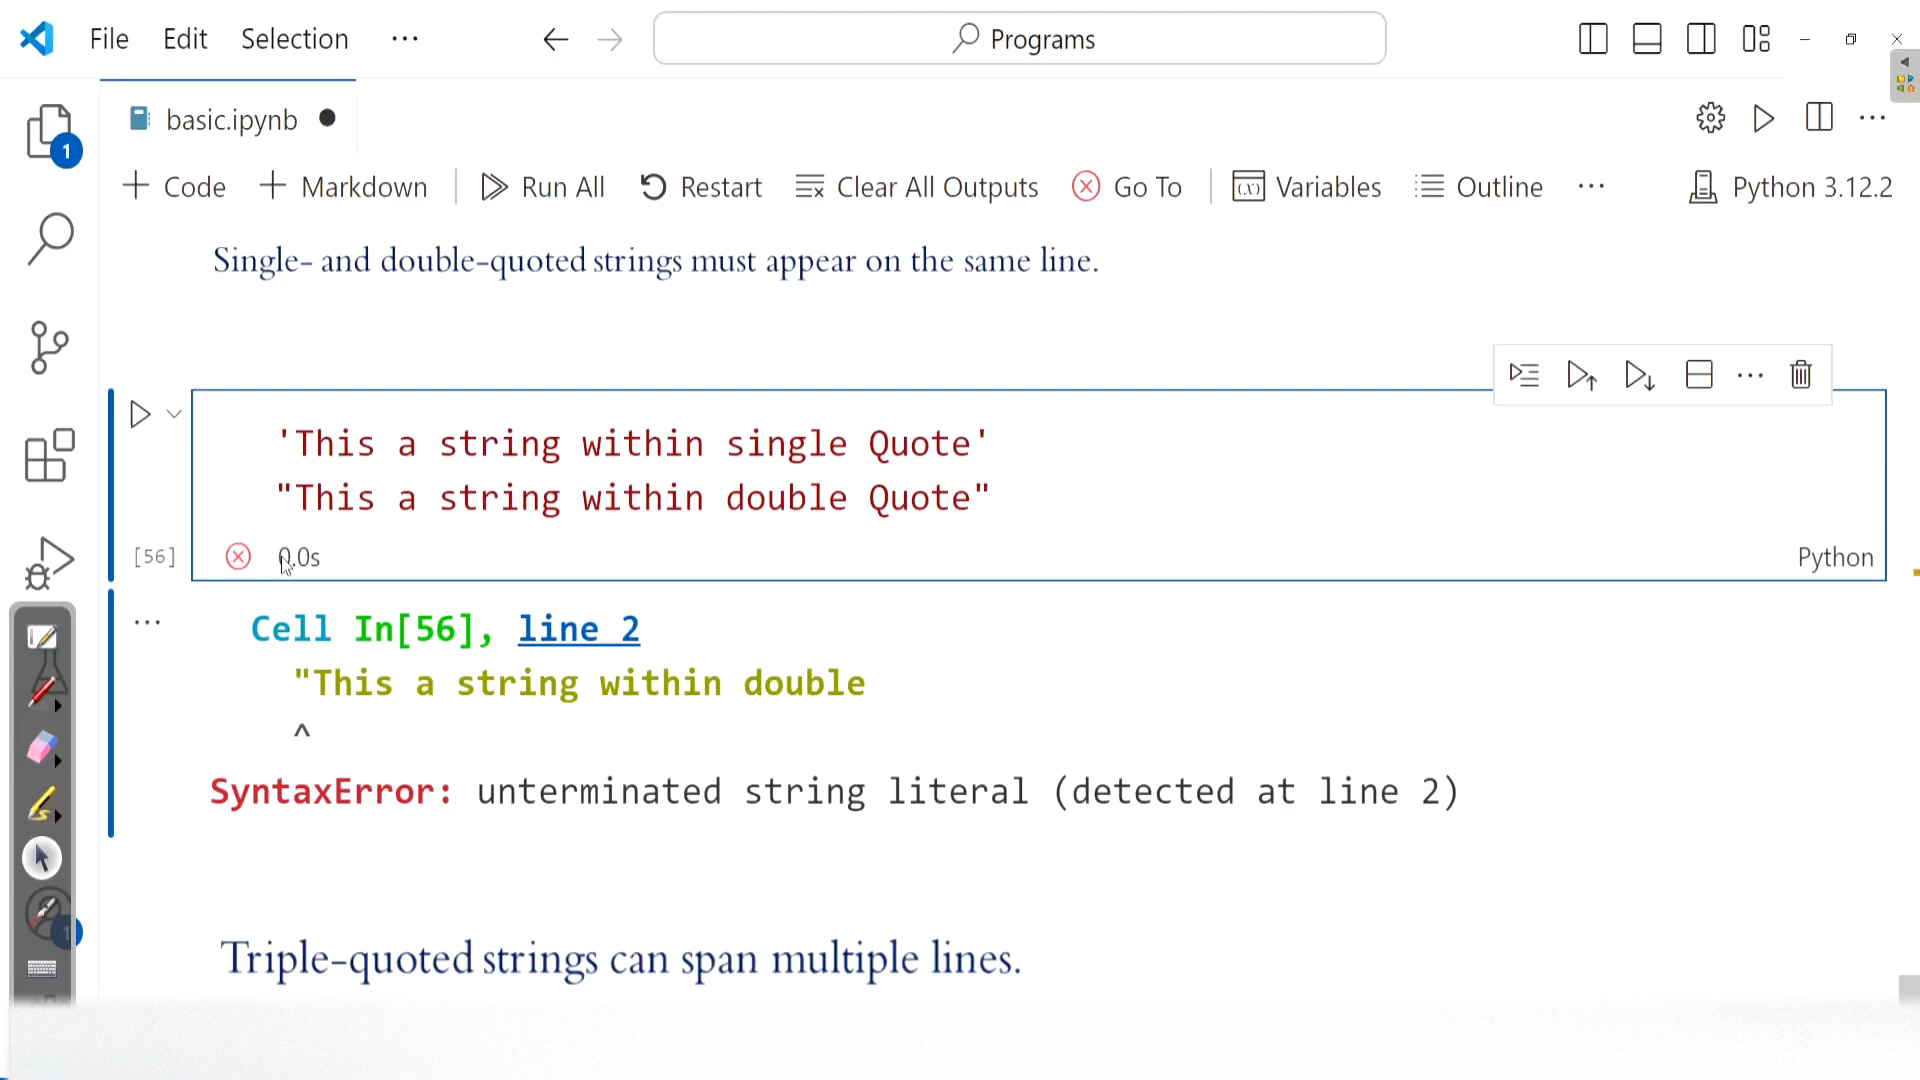 File Edit Selection ··· Programs
basic.ipynb
Code Markdown Run All Restart Clear All Outputs Go To Variables Outline ··· Python 3.12.2
Single- and double-quoted strings must appear on the same line.
'This a string within single Quote'
"This a string within double Quote"
[56] 0.0s Python
Cell In[56], line 2
"This a string within double
^
SyntaxError: unterminated string literal (detected at line 2)
Triple-quoted strings can span multiple lines.
1
1